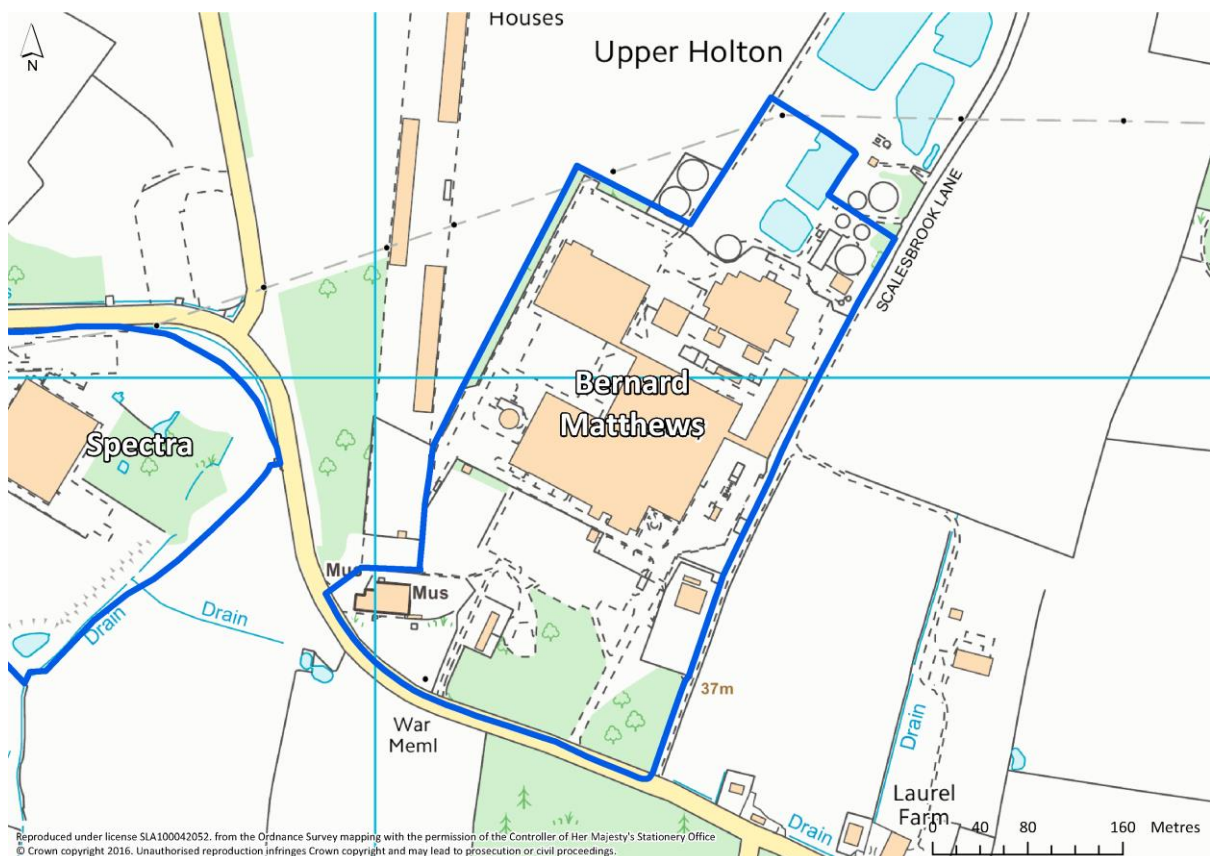 Houses
Upper Holton
N
SCALESBROOK LANE
Bernard
Matthews
Spectra
Mus
Mus
Drain
Drain
37m
War
Meml
Drain
Laurel
Farm
Drain
0 40 80 160 Metres
Reproduced under license SLA100042052. from the Ordnance Survey mapping with the permission of the Controller of Her Majesty's Stationery Office
© Crown copyright 2016. Unauthorised reproduction infringes Crown copyright and may lead to prosecution or civil proceedings.